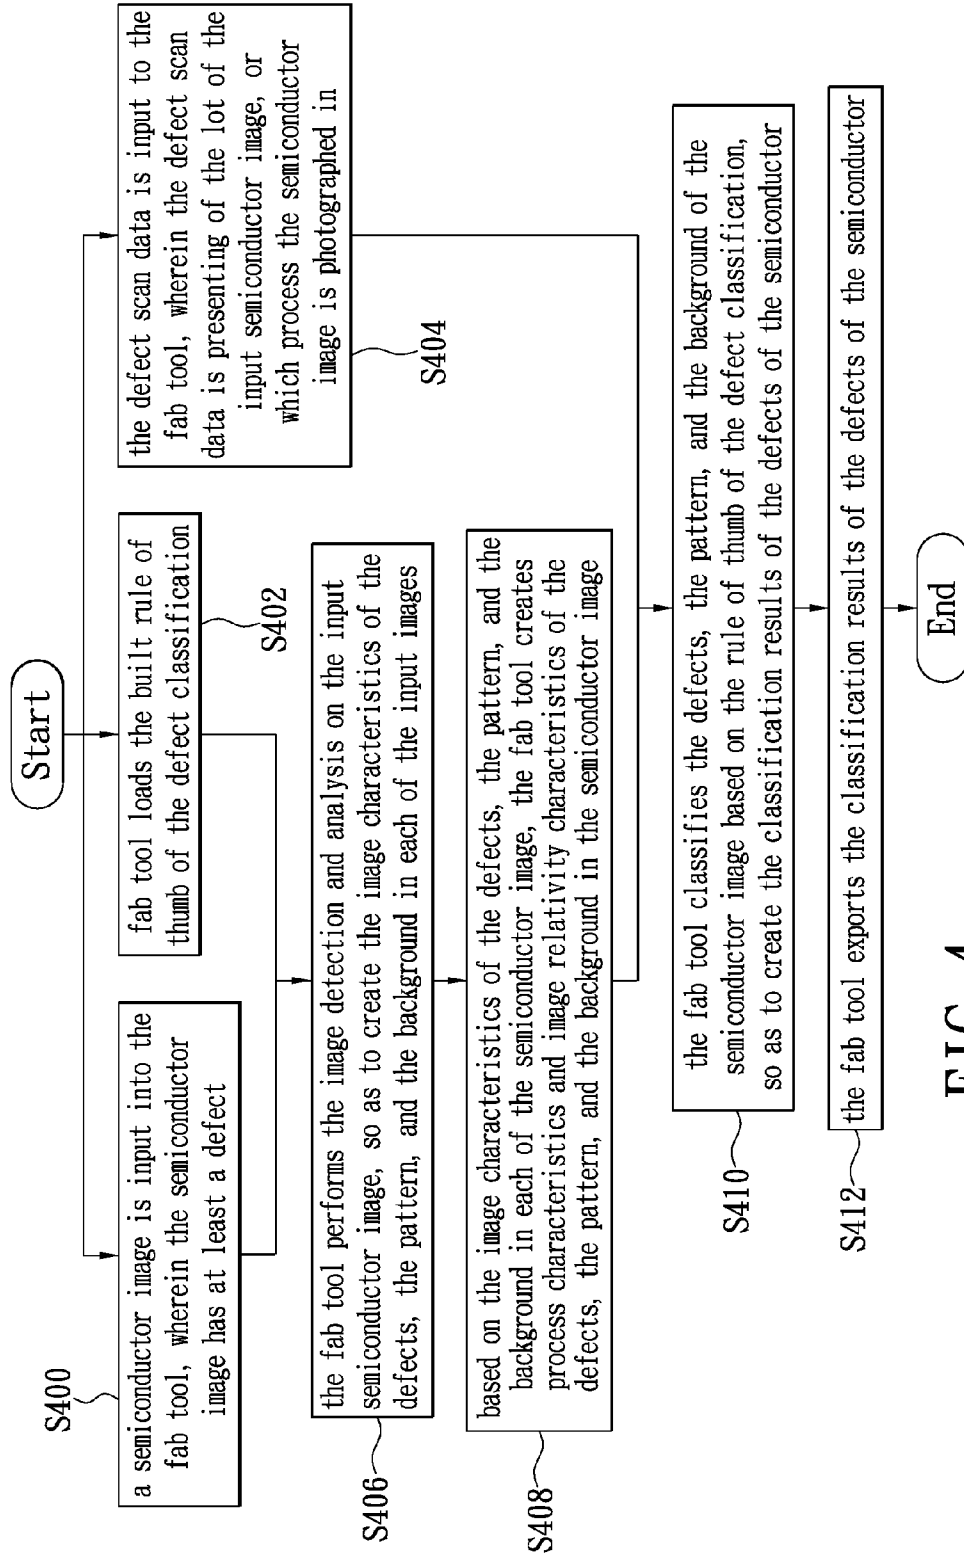 Start
a semiconductor image is input into the
fab tool, wherein the semiconductor
image has at least a defect
S400
fab tool loads the built rule of
thumb of the defect classification
S402
the defect scan data is input to the
fab tool, wherein the defect scan
data is presenting of the lot of the
input semiconductor image, or
which process the semiconductor
image is photographed in
S404
the fab tool performs the image detection and analysis on the input
semiconductor image, so as to create the image characteristics of the
defects, the pattern, and the background in each of the input images
S406
based on the image characteristics of the defects, the pattern, and the
background in each of the semiconductor image, the fab tool creates
process characteristics and image relativity characteristics of the
defects, the pattern, and the background in the semiconductor image
S408
the fab tool classifies the defects, the pattern, and the background of the
semiconductor image based on the rule of thumb of the defect classification,
so as to create the classification results of the defects of the semiconductor
S410
the fab tool exports the classification results of the defects of the semiconductor
S412
End
FIG. 4